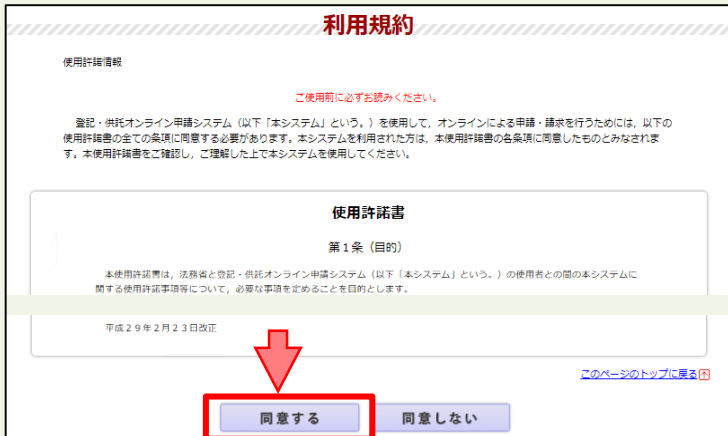 利用規約
使用許諾情報
ご使用前に必ずお読みください。
登記・供託オンライン申請システム（以下「本システム」という。）を使用して，オンラインによる申請・請求を行うためには，以下の
使用許諾書の全ての条項に同意する必要があります。本システムを利用された方は，本使用許諾書の各条項に同意したものとみなされま
す。本使用許諾書をご確認し，ご理解した上で本システムを使用してください。
使用許諾書
第１条（目的）
本使用許諾書は，法務省と登記・供託オンライン申請システム（以下「本システム」という。）の使用者との間の本システムに
関する使用許諾事項等について，必要な事項を定めることを目的とします。
平成２９年２月２３日改正
このページのトップに戻る
同意する 同意しない